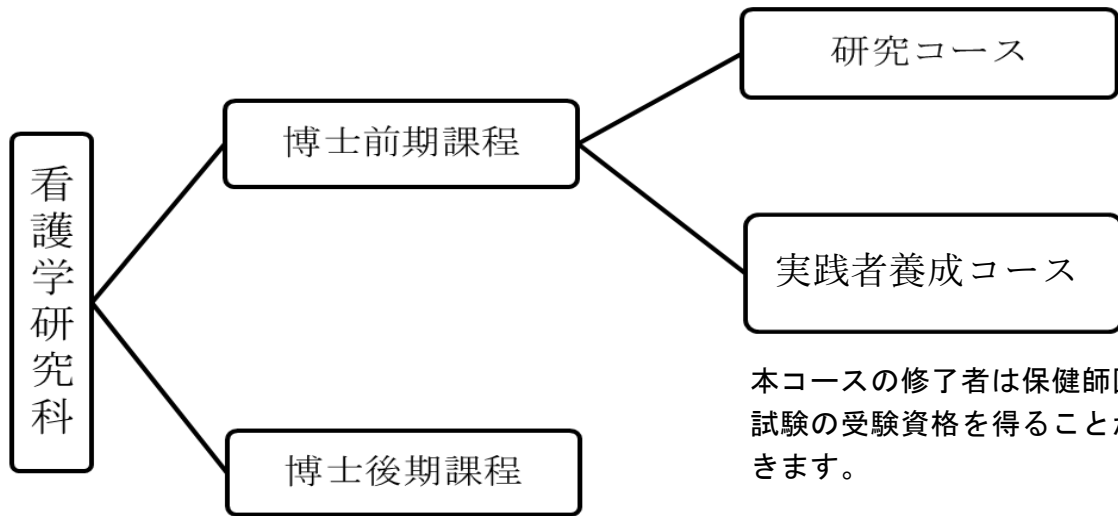 看護学研究科
博士前期課程
博士後期課程
研究コース
実践者養成コース
本コースの修了者は保健師
試験の受験資格を得ること
きます。